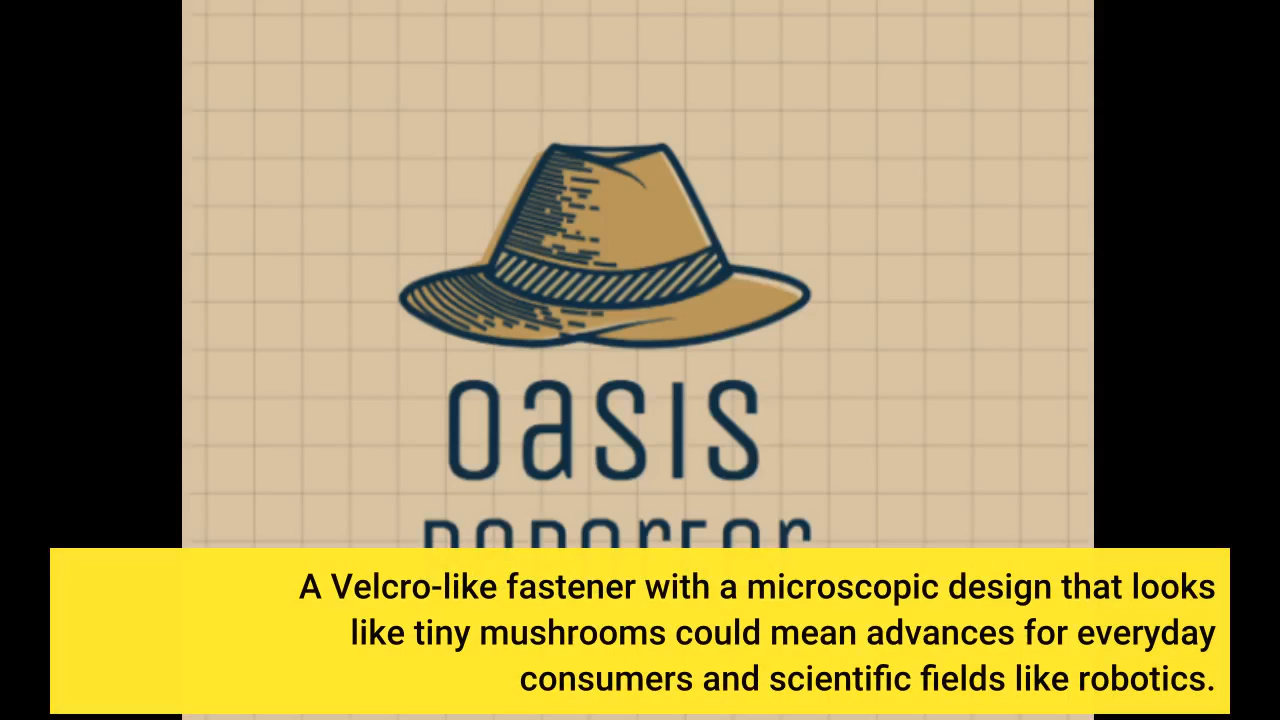 Oasis
A Velcro-like fastener with a microscopic design that looks
like tiny mushrooms could mean advances for everyday
consumers and scientific fields like robotics.